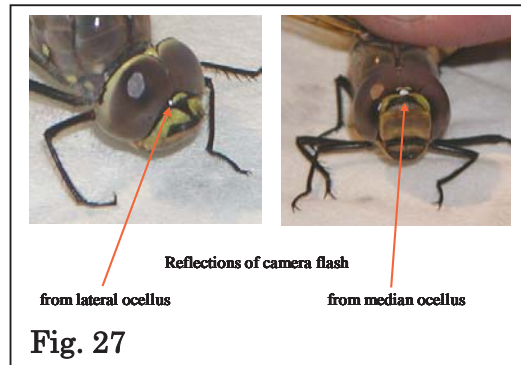 Reflections of camera flash
from lateral ocellus
from median ocellus
Fig. 27